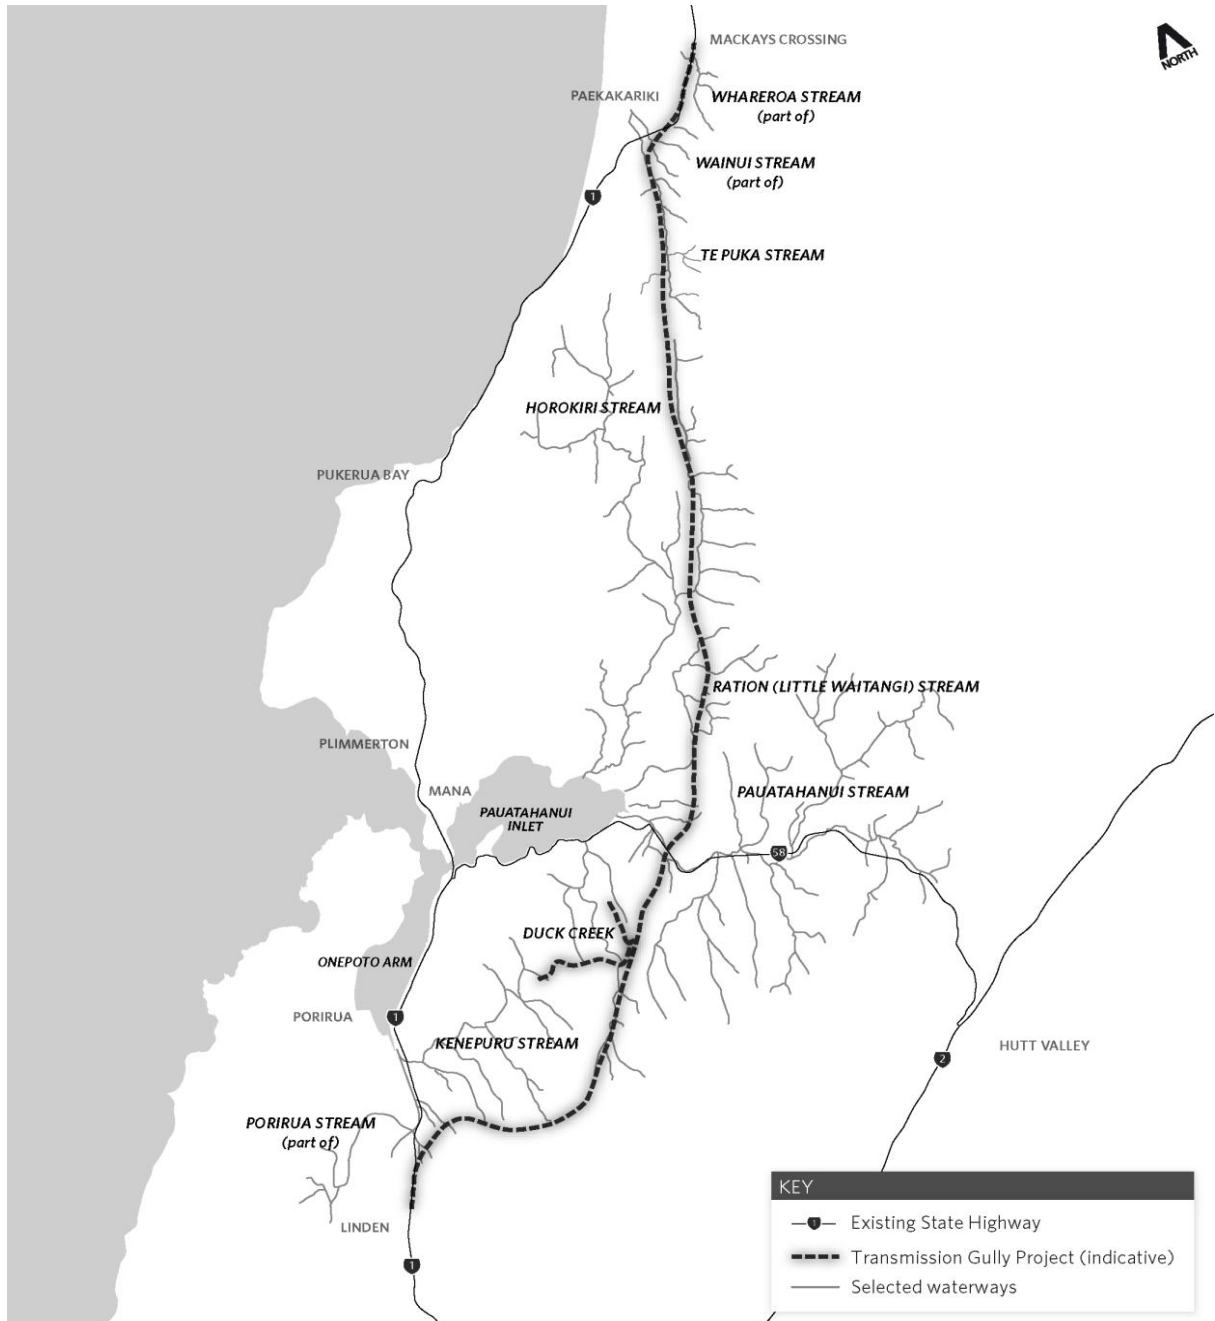 MACKAYS CROSSING
NORTH
PAEKAKARIKI
WHAREROA STREAM
(part of)
WAINUI STREAM
(part of)
1
TE PUKA STREAM
HOROKIRI STREAM
PUKERUA BAY
RATION (LITTLE WAITANGI) STREAM
PLIMMERTON
MANA
PAUATAHANUI STREAM
PAUATAHANUI
INLET
58
DUCK CREEK
ONEPOTO ARM
PORIRUA
1
KENEPURU STREAM
HUTT VALLEY
2
PORIRUA STREAM
(part of)
LINDEN
1
KEY
1
Existing State Highway
Transmission Gully Project (indicative)
Selected waterways